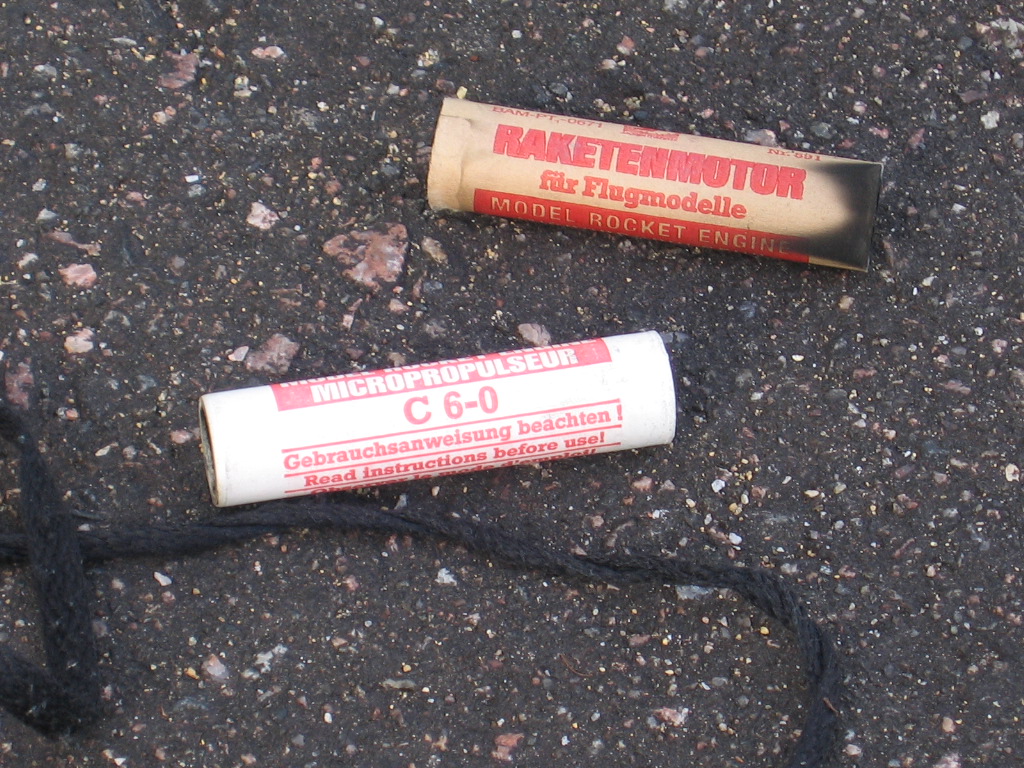 BAM-PT₁-0671
Nr. 891
RAKETENMOTOR
für Flugmodelle
MODEL ROCKET ENGINE
MICROPROPULSEUR
C 6-0
Gebrauchsanweisung beachten !
Read instructions before use!